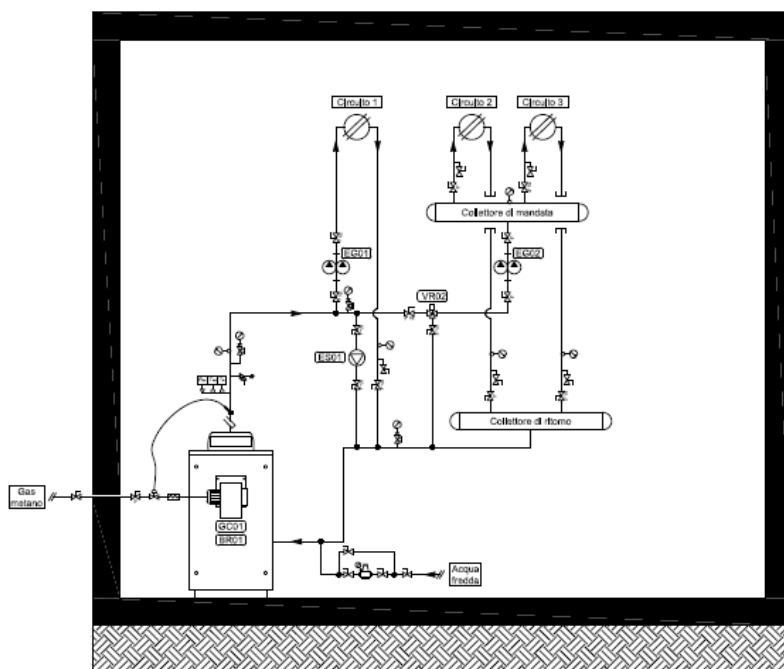 Circuito 1
Circuito 2
Circuito 3
Collettore di mandata
EG01
EG02
VR02
ES01
Collettore di ritorno
Gas
metano
GC01
BR01
Acqua
fredda